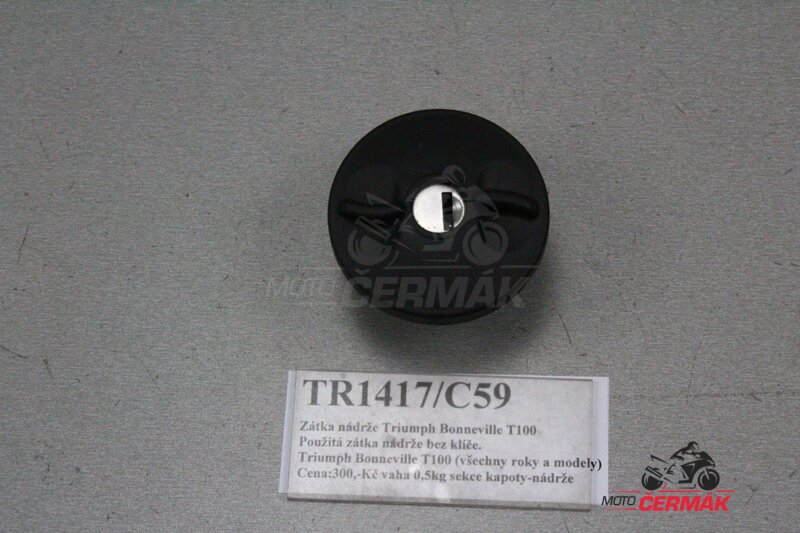 MOTO ČERMÁK
TR1417/C59
Zátka nádrže Triumph Bonneville T100
Použitá zátka nádrže bez klíče.
Triumph Bonneville T100 (všechny roky a modely)
Cena:300,-Kč vaha 0,5kg sekce kapoty-nádrže
MOTO ČERMÁK